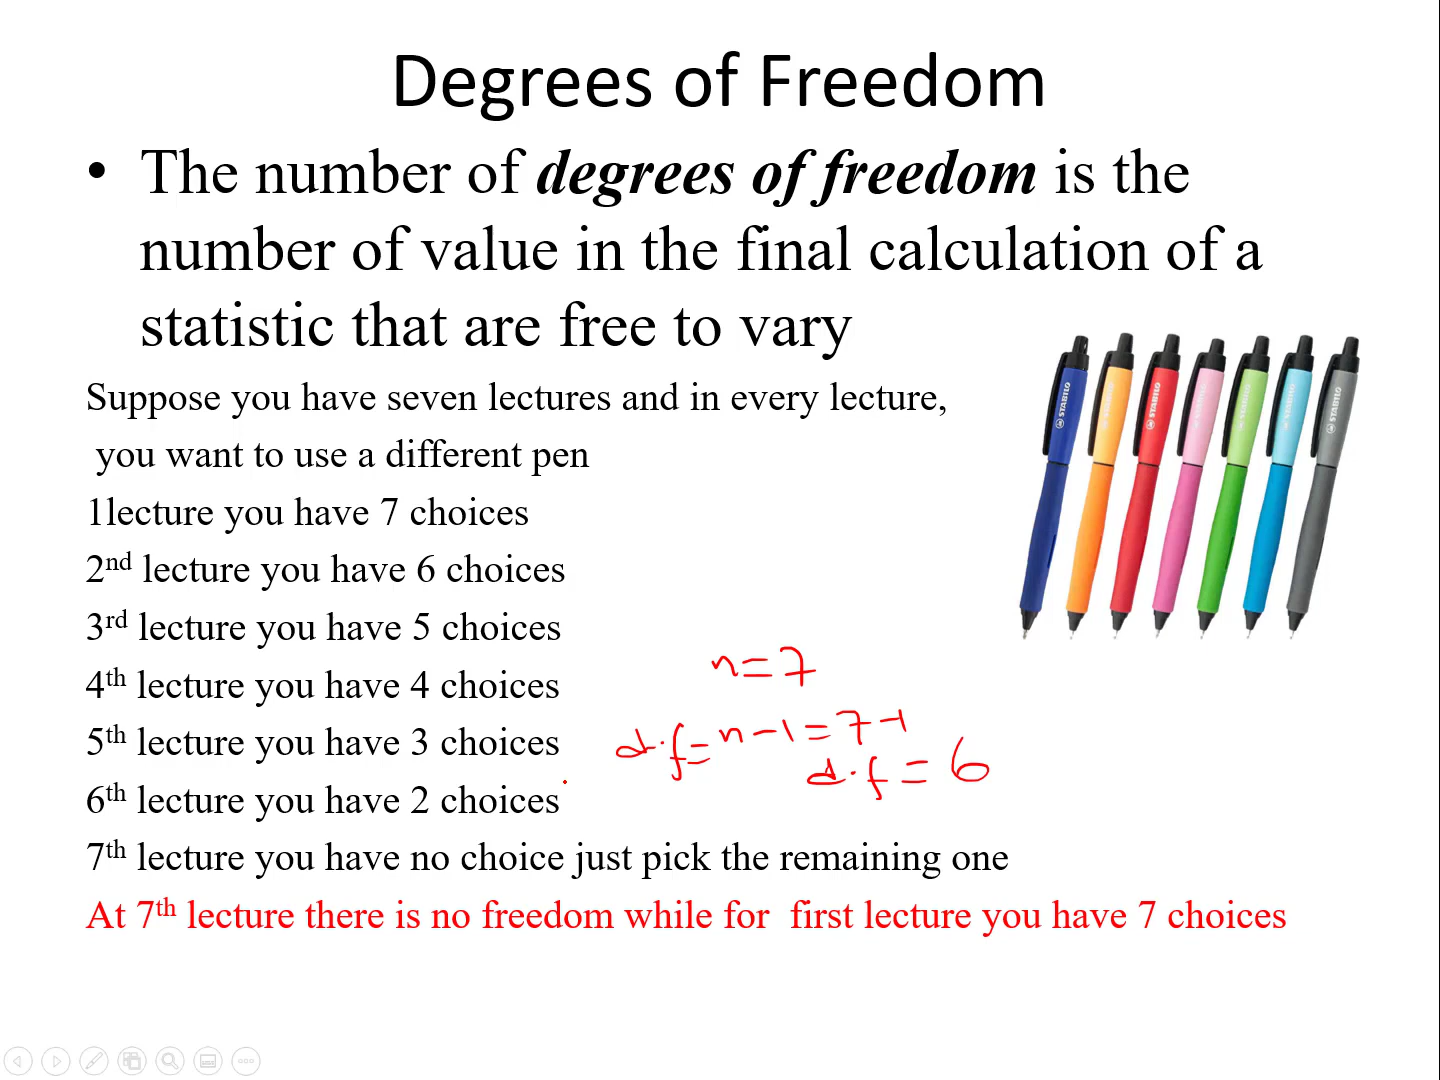 Degrees of Freedom
• The number of degrees of freedom is the
number of value in the final calculation of a
statistic that are free to vary
Suppose you have seven lectures and in every lecture,
you want to use a different pen
1lecture you have 7 choices
2nd lecture you have 6 choices
3rd lecture you have 5 choices
4th lecture you have 4 choices
5th lecture you have 3 choices
6th lecture you have 2 choices
7th lecture you have no choice just pick the remaining one
At 7th lecture there is no freedom while for first lecture you have 7 choices
n=7
d.f=n-1=7-1
d.f=6
STABILO
STABILO
STABILO